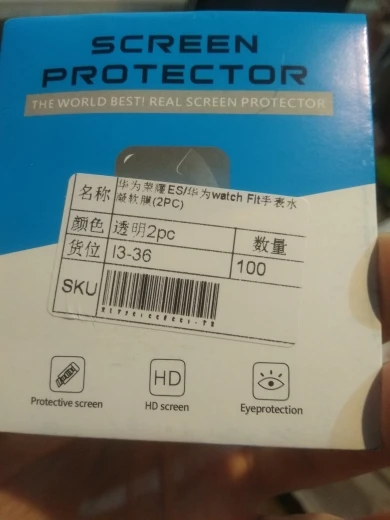 SCREEN
PROTECTOR
THE WORLD BEST! REAL SCREEN PROTECTOR
名称 华为荣耀ES/华为watch Fit手表水
凝软膜(2PC)
颜色 透明2pc 数量
货位 I3-36 100
SKU
Protective screen HD screen Eyeprotection
HD